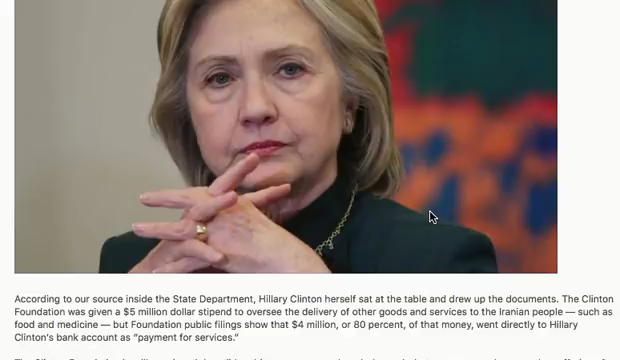 According to our source inside the State Department, Hillary Clinton herself sat at the table and drew up the documents. The Clinton
Foundation was given a $5 million dollar stipend to oversee the delivery of other goods and services to the Iranian people — such as
food and medicine — but Foundation public filings show that $4 million, or 80 percent, of that money, went directly to Hillary
Clinton's bank account as "payment for services."